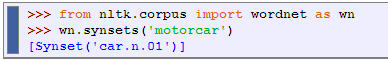 >>> from nltk.corpus import wordnet as wn
>>> wn.synsets('motorcar')
[Synset('car.n.01')]